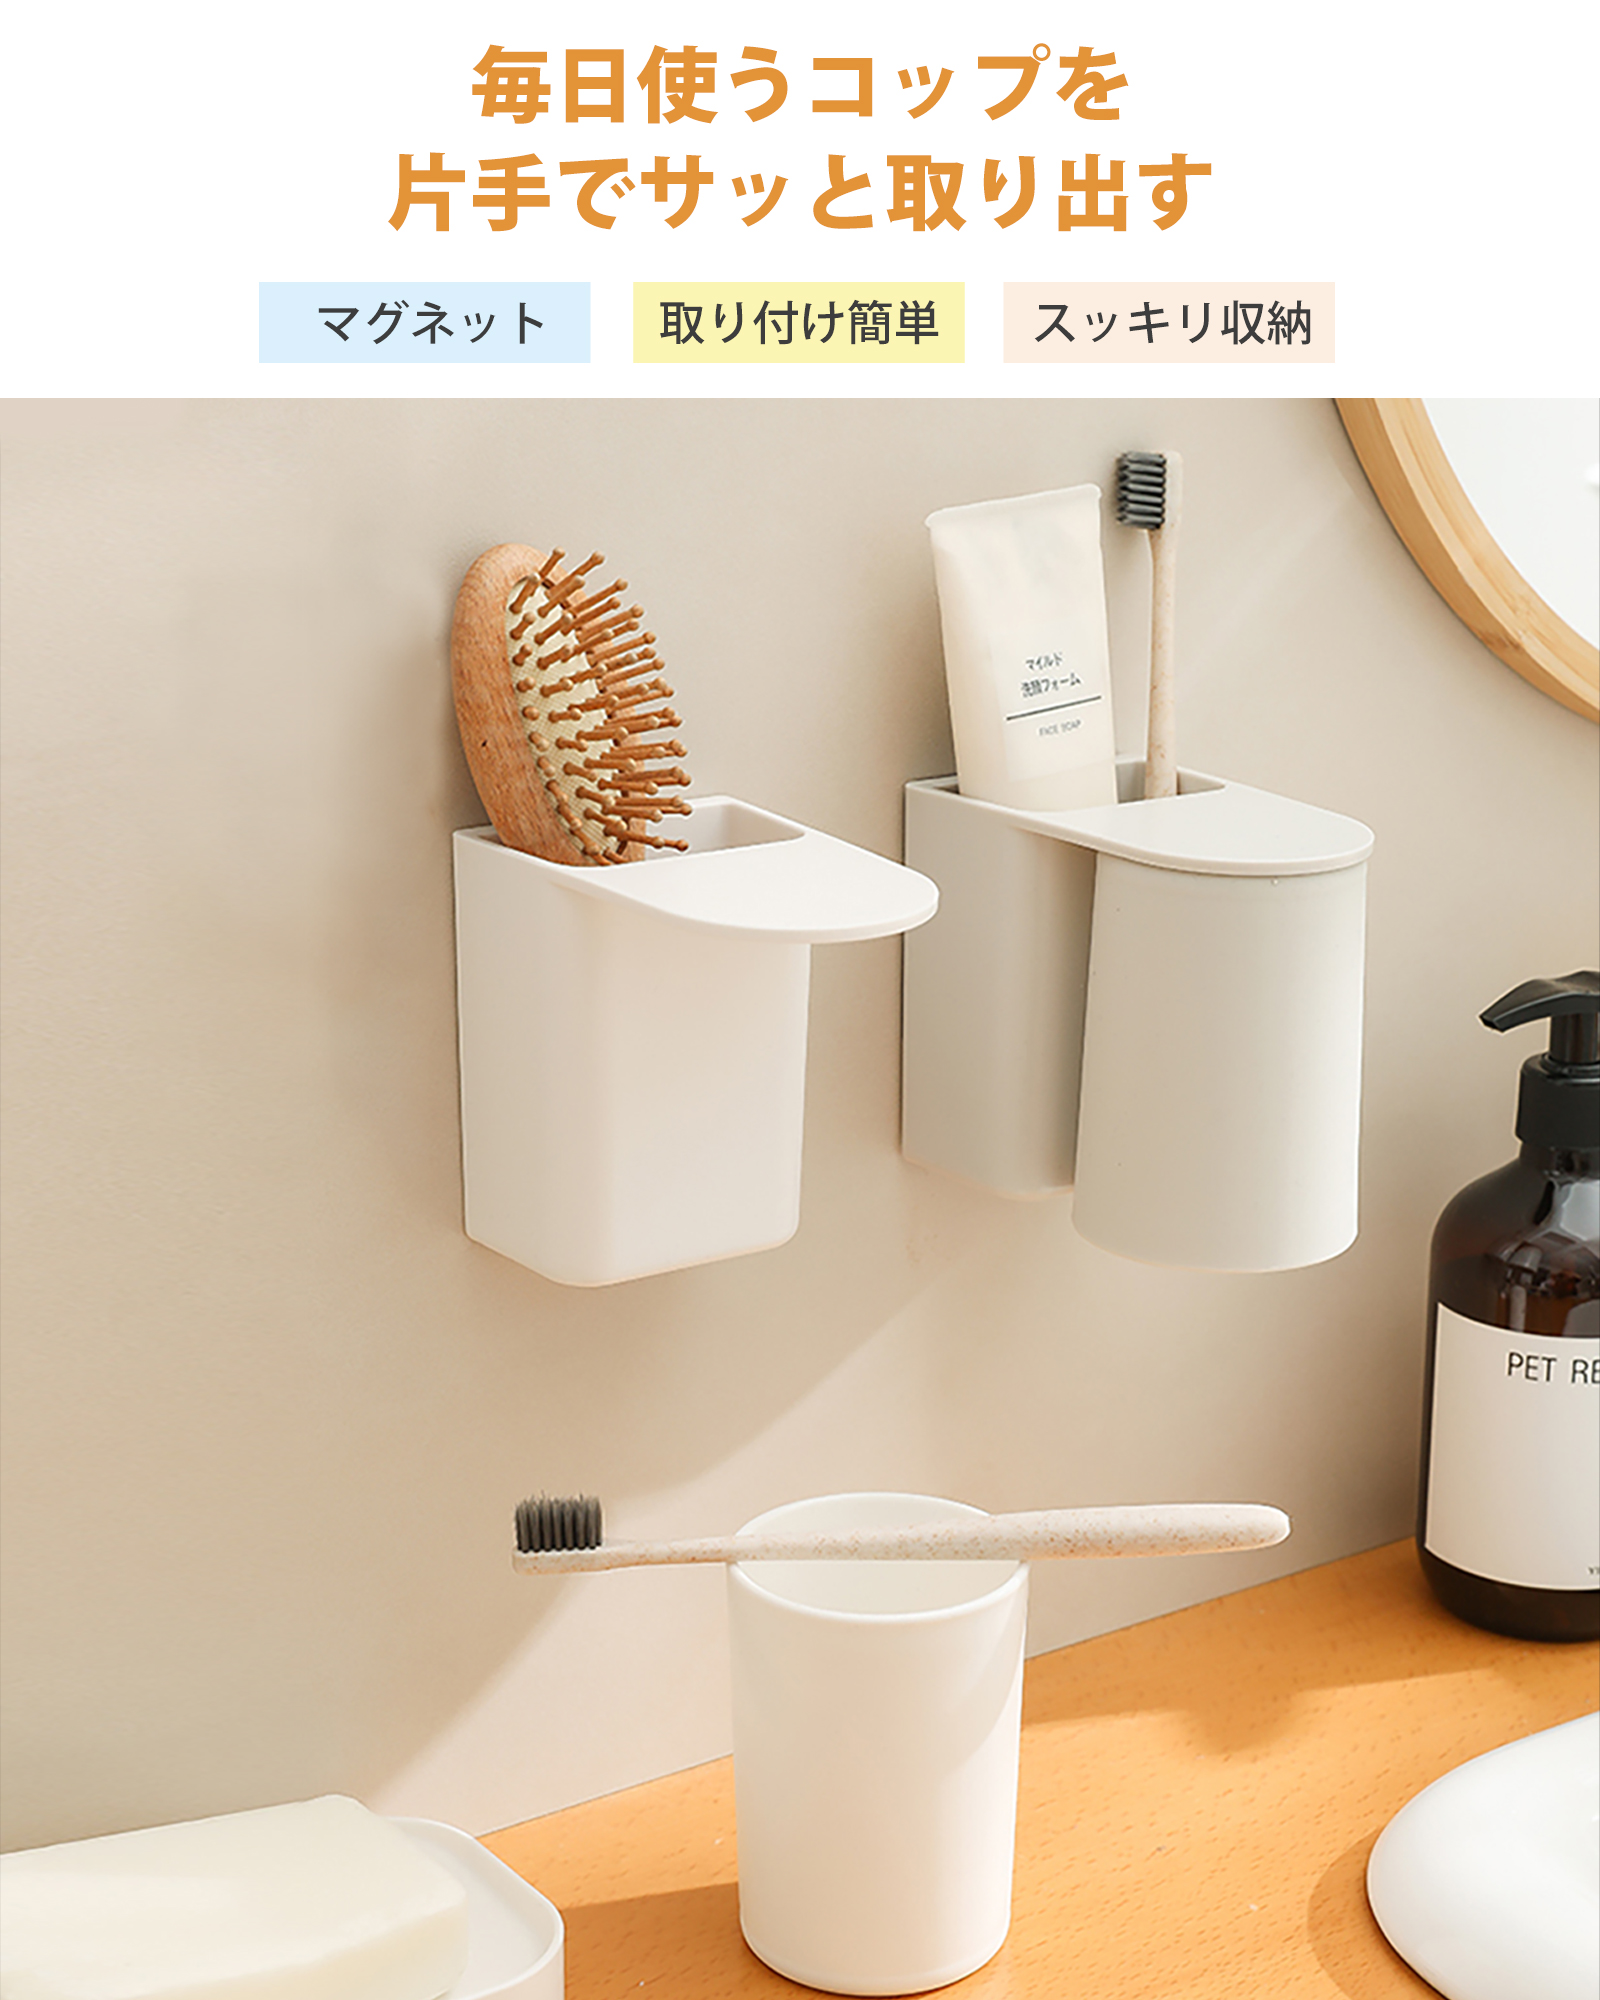 毎日使うコップを
片手でサッと取り出す
マグネット
取り付け簡単
スッキリ収納
マイルド
洗顔フォーム
FACE SOAP
PET RE